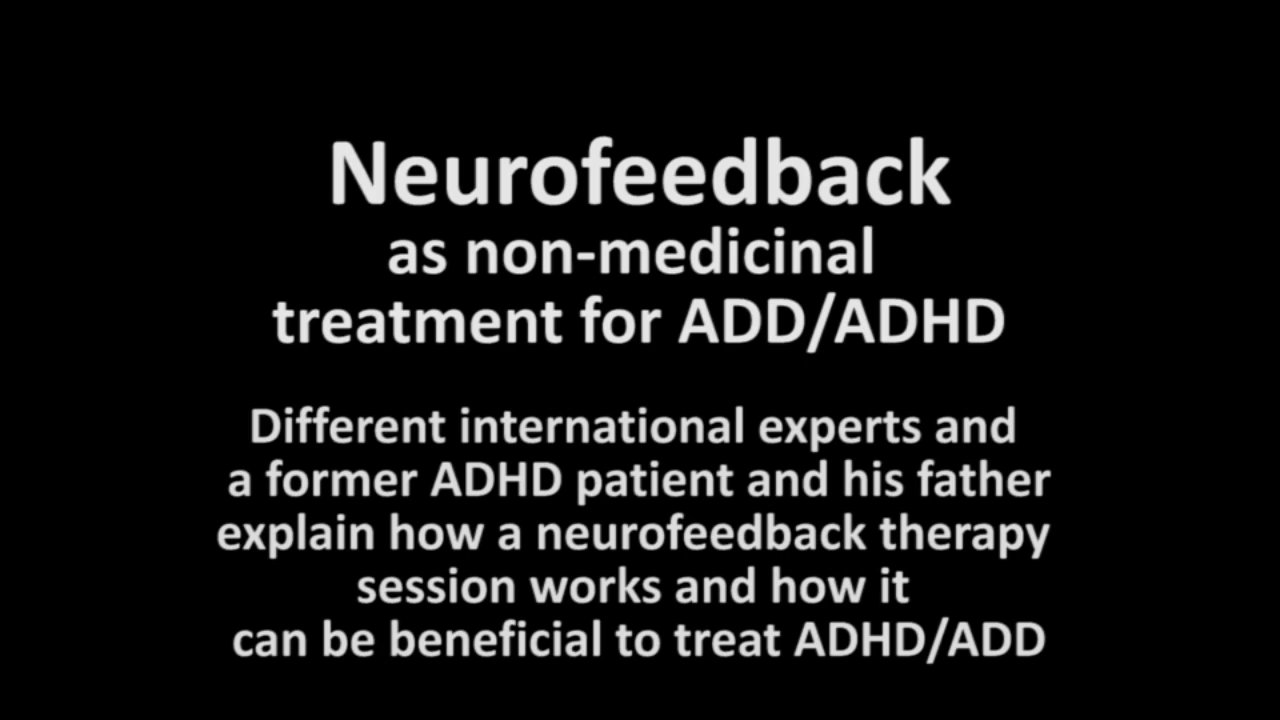 Neurofeedback
as non-medicinal
treatment for ADD/ADHD
Different international experts and
a former ADHD patient and his father
explain how a neurofeedback therapy
session works and how it
can be beneficial to treat ADHD/ADD